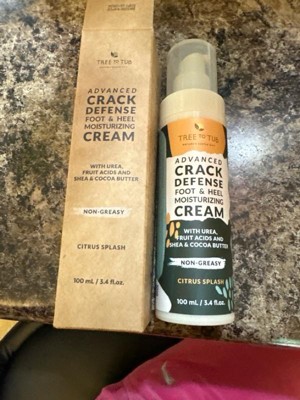 TREE TO TUB
ADVANCED
CRACK
DEFENSE
FOOT & HEEL
MOISTURIZING
CREAM
WITH UREA,
FRUIT ACIDS AND
SHEA & COCOA BUTTER
NON-GREASY
CITRUS SPLASH
100 mL / 3.4 fl.oz.
TREE TO TUB
ADVANCED
CRACK
DEFENSE
FOOT & HEEL
MOISTURIZING
CREAM
WITH UREA,
FRUIT ACIDS AND
SHEA & COCOA BUTTER
NON-GREASY
CITRUS SPLASH
100 mL / 3.4 fl.oz.